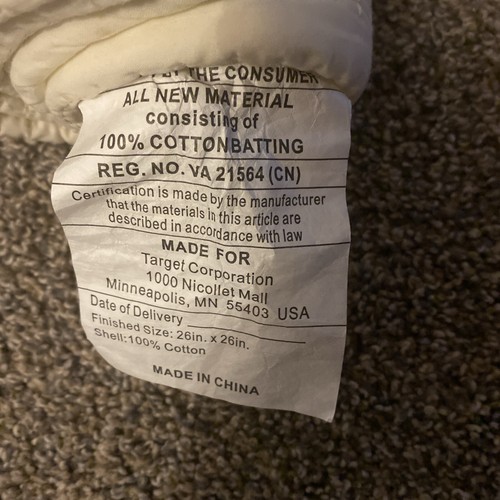 BY THE CONSUMER
ALL NEW MATERIAL
consisting of
100% COTTONBATTING
REG. NO. VA 21564 (CN)
Certification is made by the manufacturer
that the materials in this article are
described in accordance with law
MADE FOR
Target Corporation
1000 Nicollet Mall
Minneapolis, MN 55403 USA
Date of Delivery
Finished Size: 26in. x 26in.
Shell:100% Cotton
MADE IN CHINA